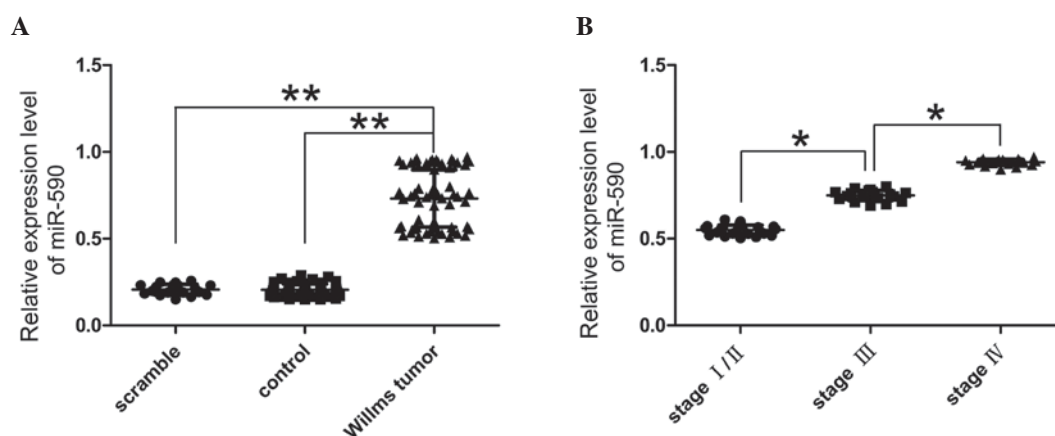 A
Relative expression level
of miR-590
1.5
1.0
0.5
0.0
**
**
scramble
control
Willms tumor
B
Relative expression level
of miR-590
1.5
1.0
0.5
0.0
*
*
stage Ⅰ/Ⅱ
stage Ⅲ
stage Ⅳ